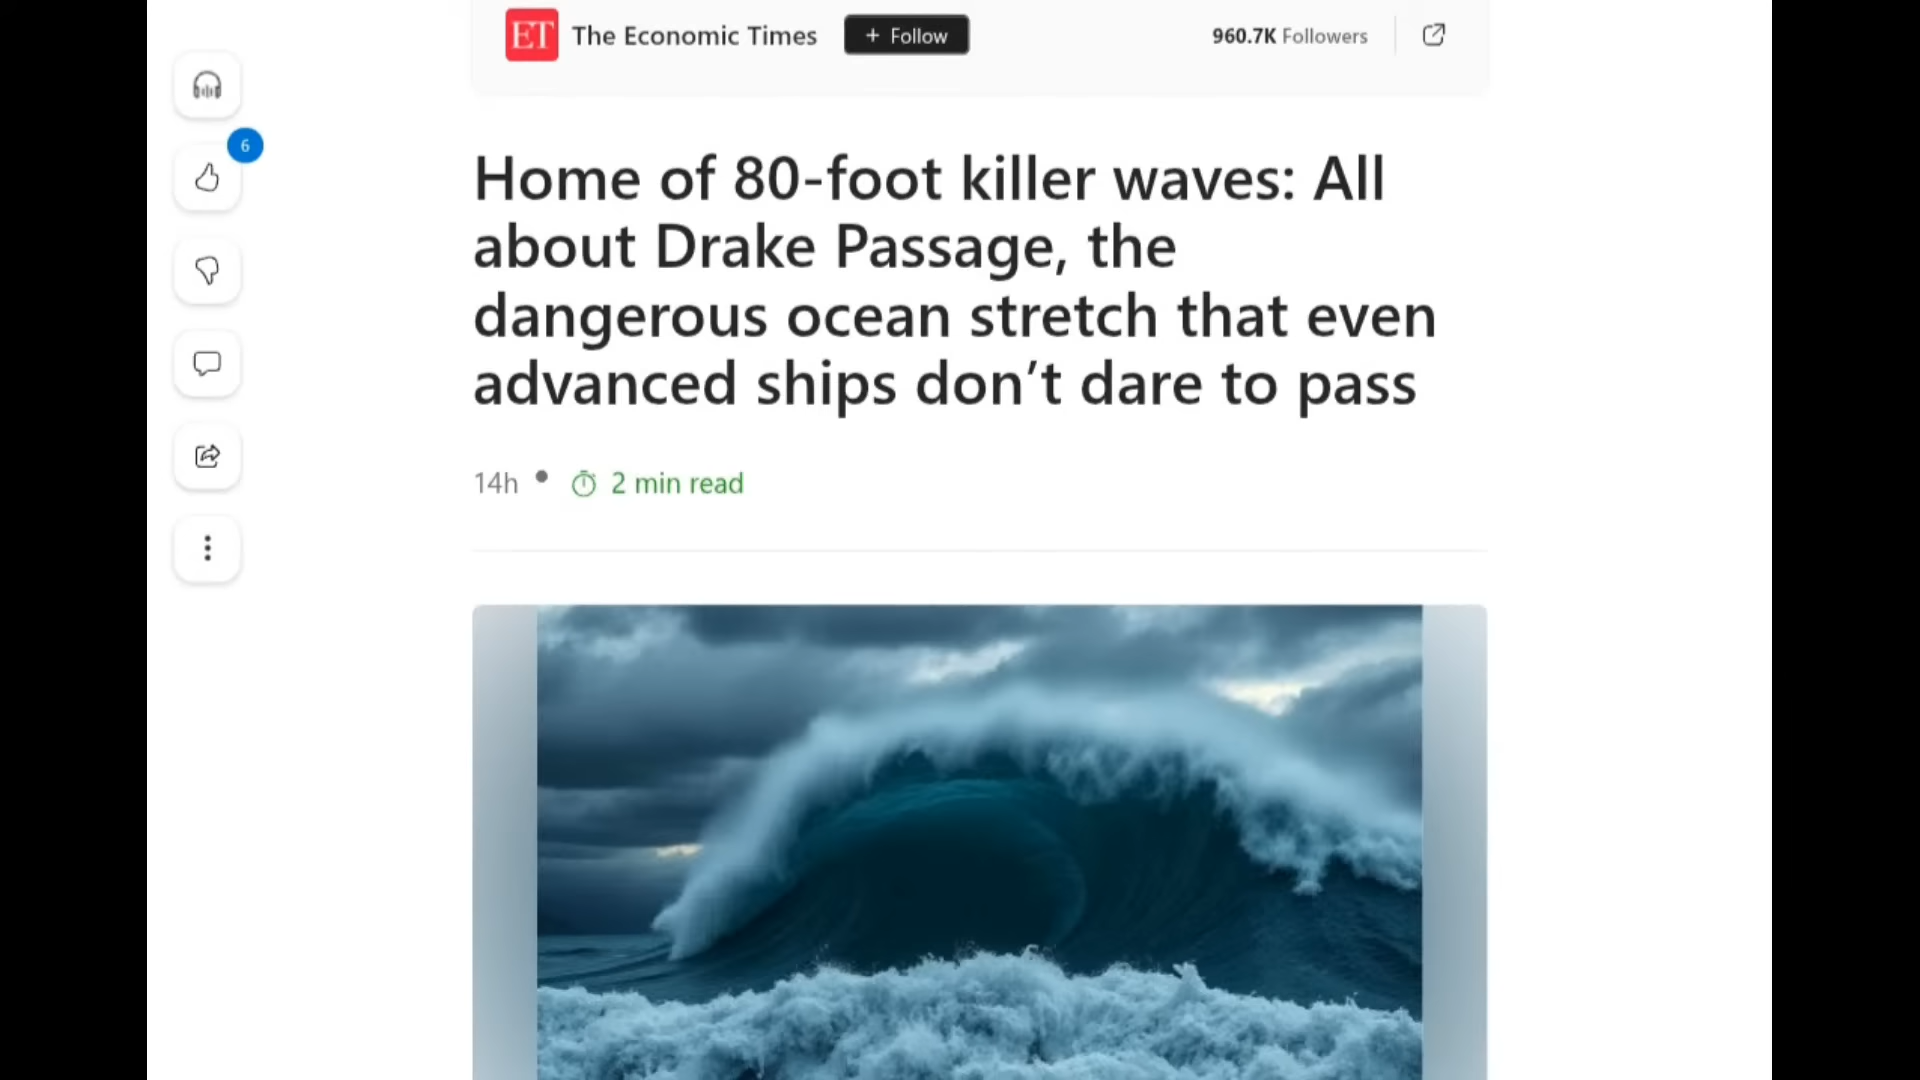 ET The Economic Times + Follow 960.7K Followers
6
Home of 80-foot killer waves: All
about Drake Passage, the
dangerous ocean stretch that even
advanced ships don’t dare to pass
14h • 2 min read